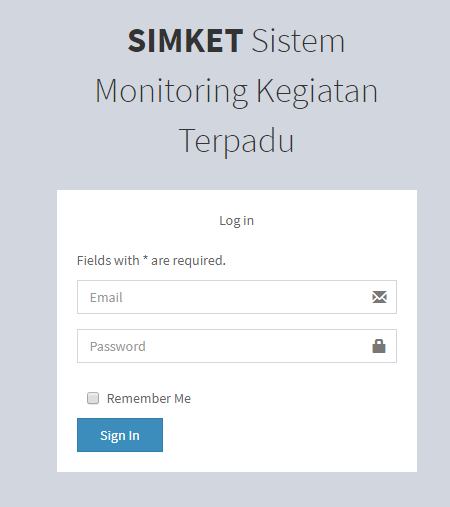 SIMKET Sistem
Monitoring Kegiatan
Terpadu
Log in
Fields with * are required.
Email
Password
Remember Me
Sign In